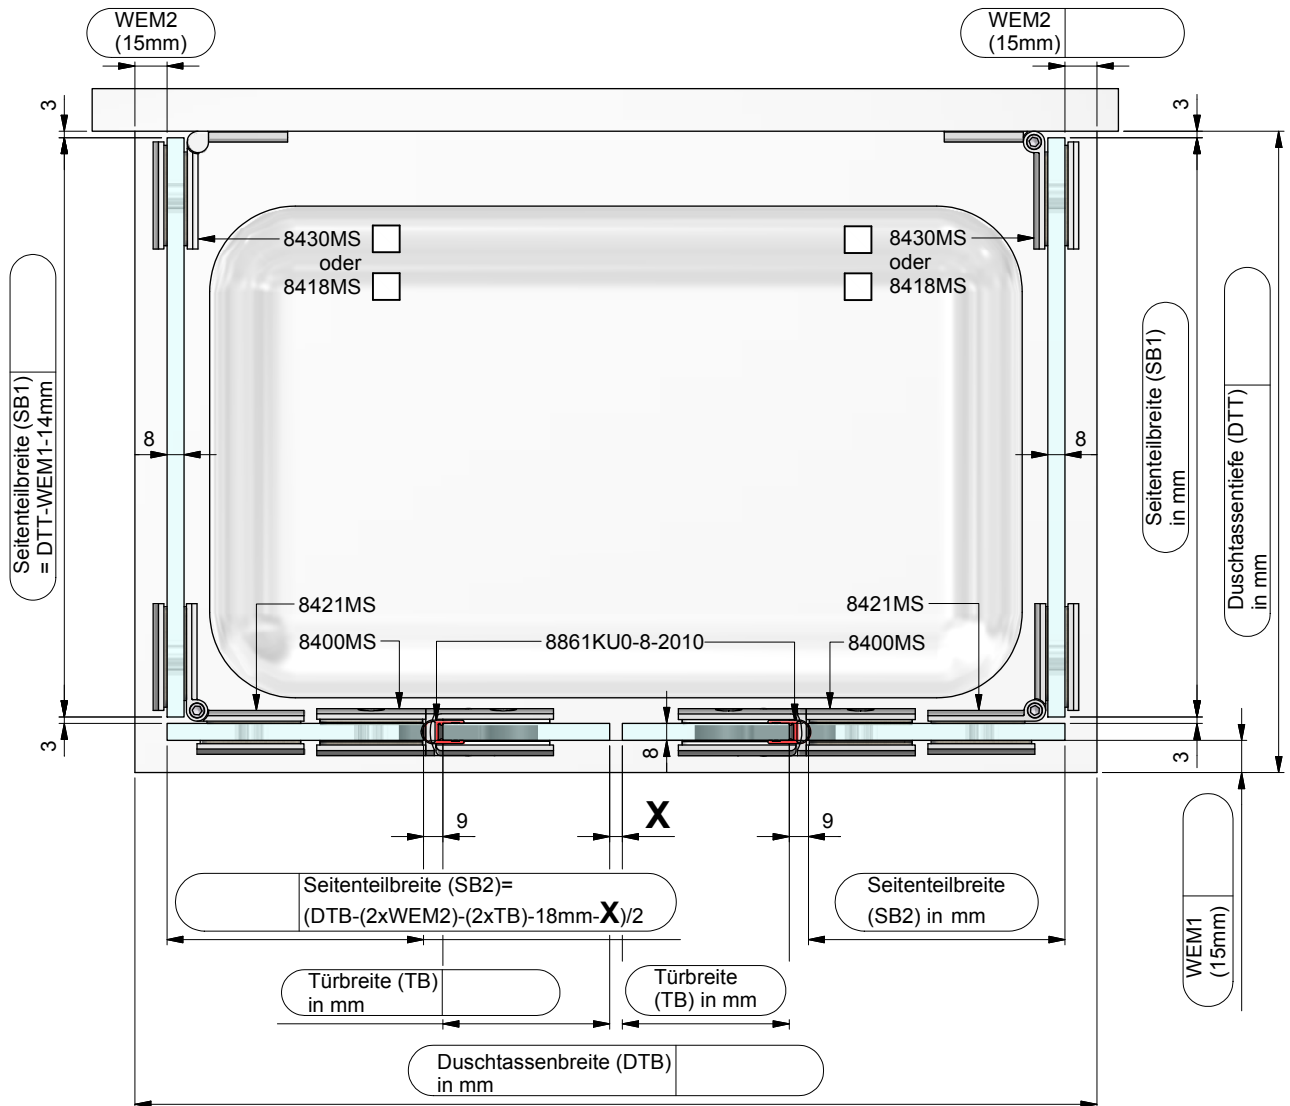 WEM2
(15mm)
WEM2
(15mm)
3
3
8430MS
oder
8418MS
8430MS
oder
8418MS
Seitenteilbreite (SB1)
= DTT-WEM1-14mm
8
8
Seitenteilbreite (SB1)
in mm
Duschtassentiefe (DTT)
in mm
8421MS
8421MS
8400MS
8861KU0-8-2010
8400MS
3
8
3
9
X
9
Seitenteilbreite (SB2)=
(DTB-(2xWEM2)-(2xTB)-18mm-X)/2
Seitenteilbreite
(SB2) in mm
WEM1
(15mm)
Türbreite (TB)
in mm
Türbreite
(TB) in mm
Duschtassenbreite (DTB)
in mm